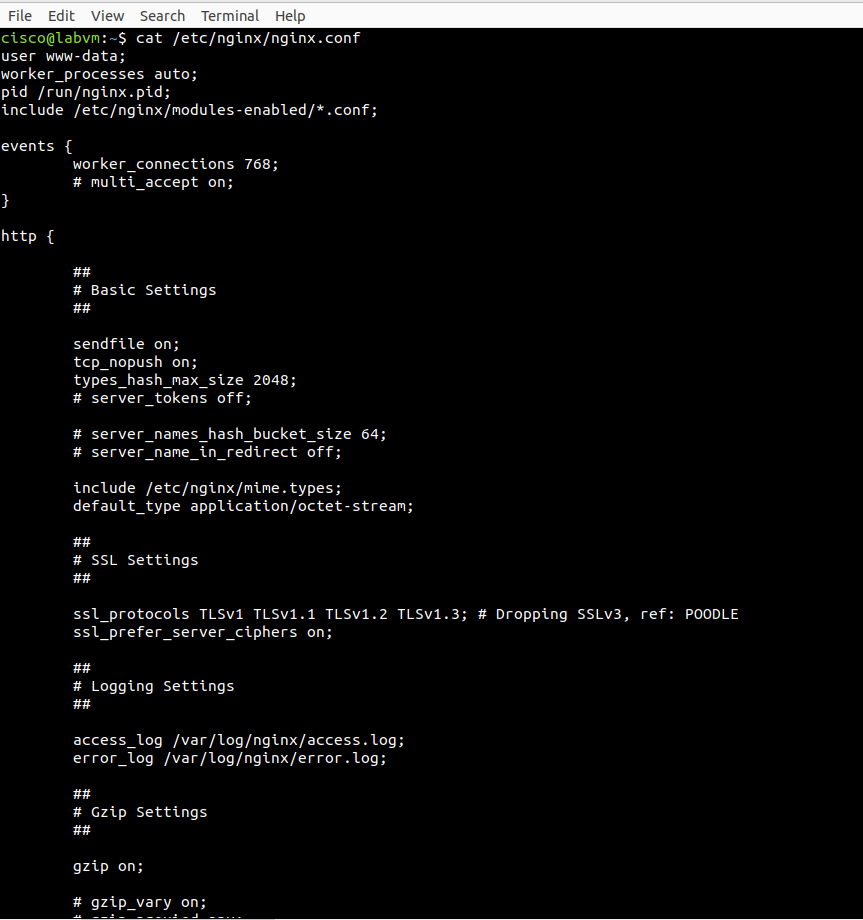 File Edit View Search Terminal Help
cisco@labvm:~$ cat /etc/nginx/nginx.conf
user www-data;
worker_processes auto;
pid /run/nginx.pid;
include /etc/nginx/modules-enabled/*.conf;

events {
        worker_connections 768;
        # multi_accept on;
}

http {

        ##
        # Basic Settings
        ##

        sendfile on;
        tcp_nopush on;
        types_hash_max_size 2048;
        # server_tokens off;

        # server_names_hash_bucket_size 64;
        # server_name_in_redirect off;

        include /etc/nginx/mime.types;
        default_type application/octet-stream;

        ##
        # SSL Settings
        ##

        ssl_protocols TLSv1 TLSv1.1 TLSv1.2 TLSv1.3; # Dropping SSLv3, ref: POODLE
        ssl_prefer_server_ciphers on;

        ##
        # Logging Settings
        ##

        access_log /var/log/nginx/access.log;
        error_log /var/log/nginx/error.log;

        ##
        # Gzip Settings
        ##

        gzip on;

        # gzip_vary on;